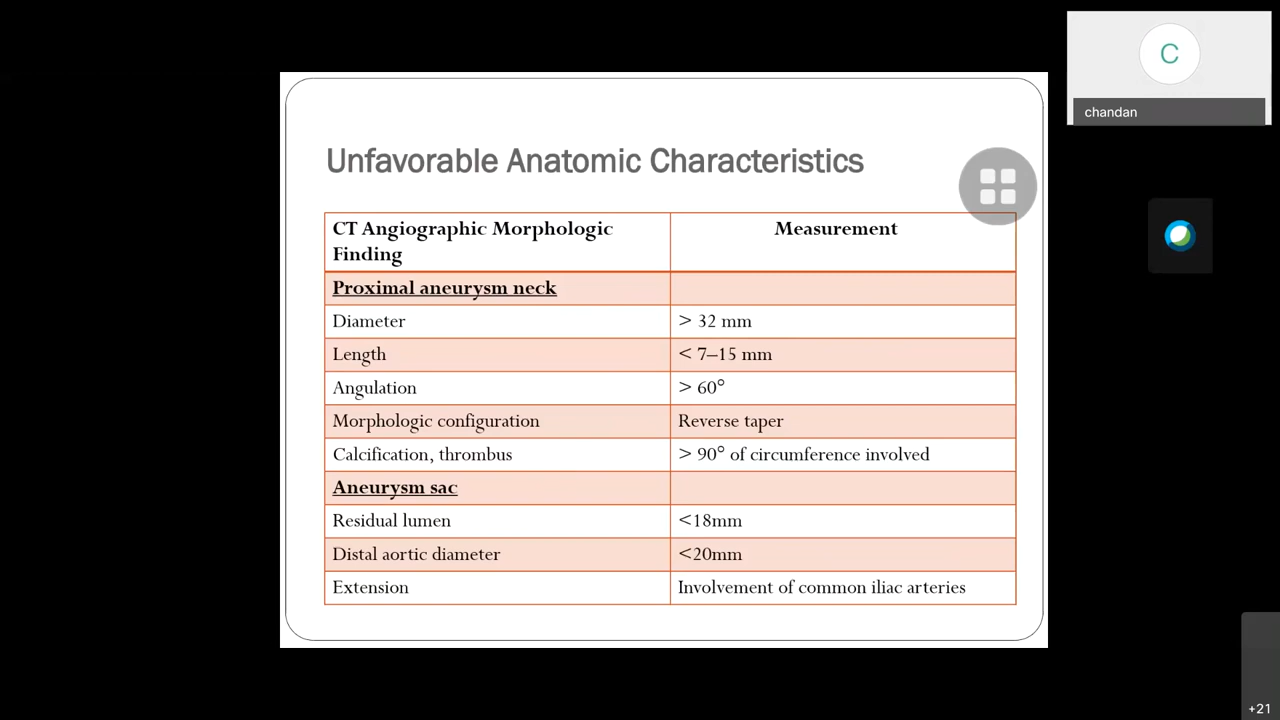 Unfavorable Anatomic Characteristics
CT Angiographic Morphologic Finding
Measurement
Proximal aneurysm neck
Diameter
> 32 mm
Length
< 7–15 mm
Angulation
> 60°
Morphologic configuration
Reverse taper
Calcification, thrombus
> 90° of circumference involved
Aneurysm sac
Residual lumen
<18mm
Distal aortic diameter
<20mm
Extension
Involvement of common iliac arteries
C
chandan
+21